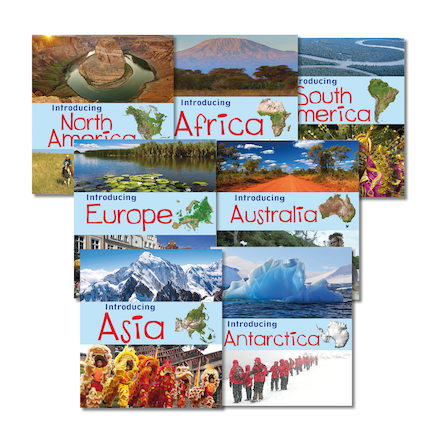 Introducing
North
America
Introducing
Africa
Introducing
South
America
Introducing
Europe
Introducing
Australia
Introducing
Asia
Introducing
Antarctica